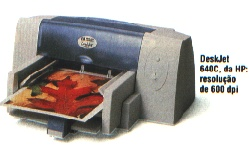 DeskJet
640C, da HP:
resolução
de 600 dpi